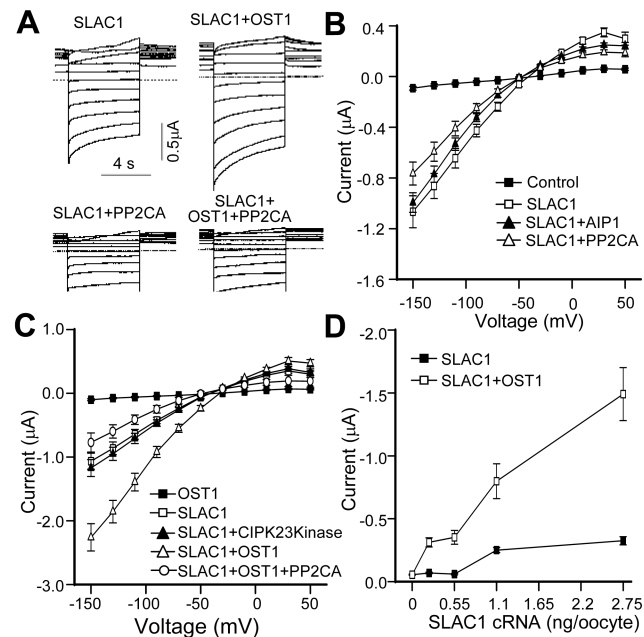 A
SLAC1
SLAC1+OST1
0.5µA
4 s
SLAC1+PP2CA
SLAC1+
OST1+PP2CA
B
0.4
0.0
-0.4
-0.8
-1.2
-1.6
Current (µA)
Control
SLAC1
SLAC1+AIP1
SLAC1+PP2CA
-150
-100
-50
0
50
Voltage (mV)
C
1.0
0.0
-1.0
-2.0
-3.0
Current (µA)
OST1
SLAC1
SLAC1+CIPK23Kinase
SLAC1+OST1
SLAC1+OST1+PP2CA
-150
-100
-50
0
50
Voltage (mV)
D
-2.0
-1.5
-1.0
-0.5
0.0
Current (µA)
SLAC1
SLAC1+OST1
0
0.55
1.1
1.65
2.2
2.75
SLAC1 cRNA (ng/oocyte)